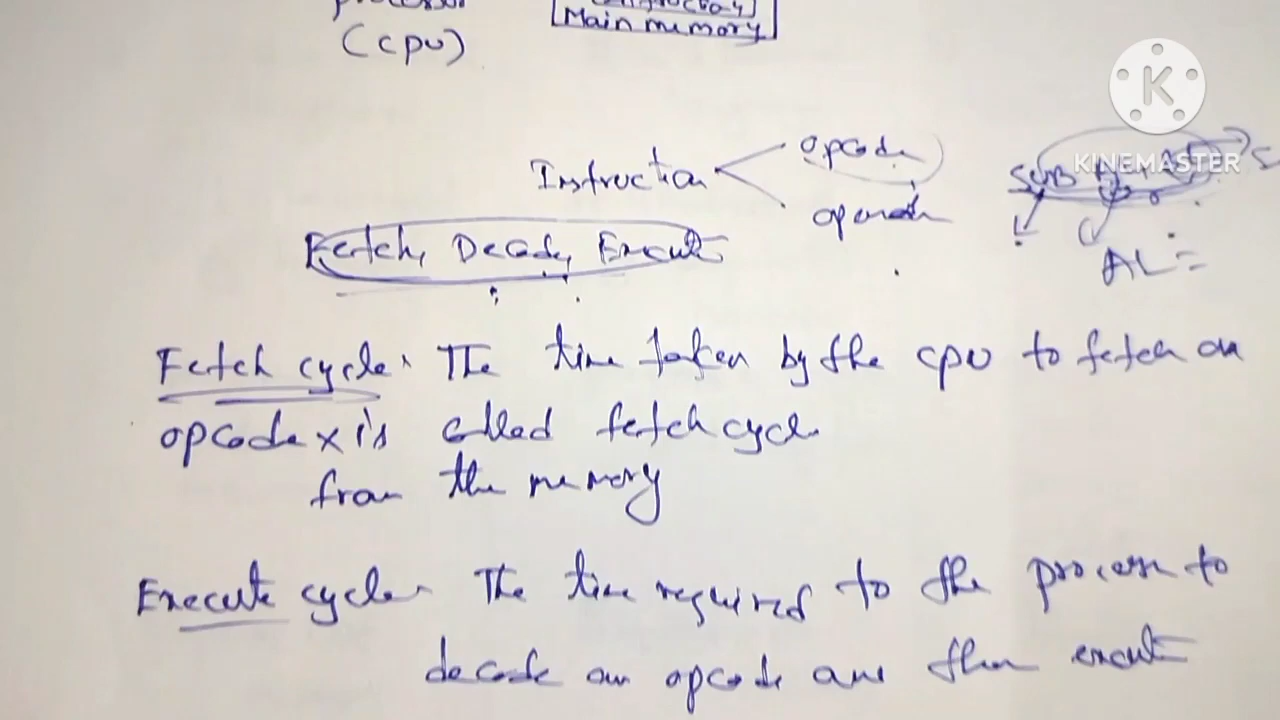 (CPU)
Main memory
Instruction
opcode
operand
KINEMASTER
SUB
AL =
Fetch, Decode, Execute
Fetch cycle: The time taken by the CPU to fetch an
opcode x is called fetch cycle
from the memory
Execute cycle The time required to the process to
decode an opcode and then execute